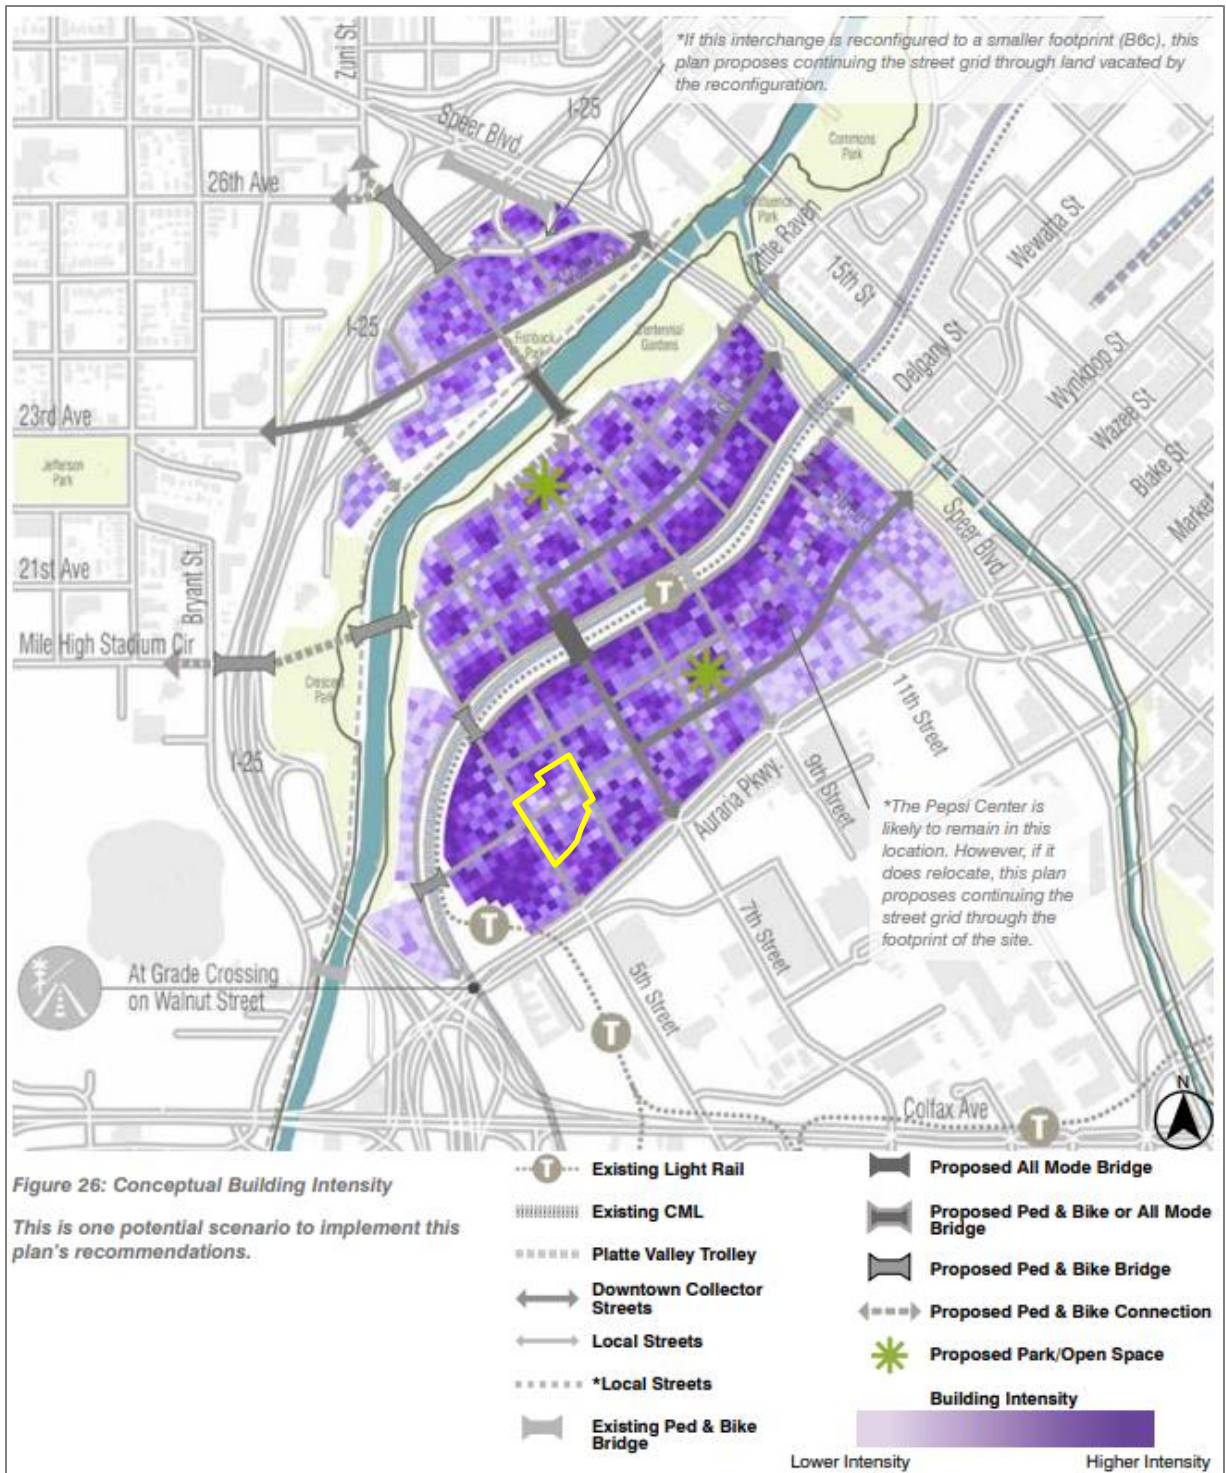 *If this interchange is reconfigured to a smaller footprint (B6c), this
plan proposes continuing the street grid through land vacated by
the reconfiguration.
Zuni St.
I-25
Speer Blvd
Commons
Park
26th Ave
Confluence
Park
Little Raven
Wewatta St
15th St
I-25
Fishback
Park
Centennial
Gardens
Delgany St
Wynkoop St
23rd Ave
Wazee St
Jefferson
Park
Blake St
Market
Speer Blvd
21st Ave
Bryant St
T
Mile High Stadium Cir
Crescent
Park
11th Street
I-25
Auraria Pkwy.
9th Street
*The Pepsi Center is
likely to remain in this
location. However, if it
does relocate, this plan
proposes continuing the
street grid through the
footprint of the site.
7th Street
T
At Grade Crossing
on Walnut Street
5th Street
T
N
Colfax Ave
T
Figure 26: Conceptual Building Intensity
This is one potential scenario to implement this
plan's recommendations.
T
Existing Light Rail
Existing CML
Platte Valley Trolley
Downtown Collector
Streets
Local Streets
*Local Streets
Existing Ped & Bike
Bridge
Proposed All Mode Bridge
Proposed Ped & Bike or All Mode
Bridge
Proposed Ped & Bike Bridge
Proposed Ped & Bike Connection
Proposed Park/Open Space
Building Intensity
Lower Intensity
Higher Intensity